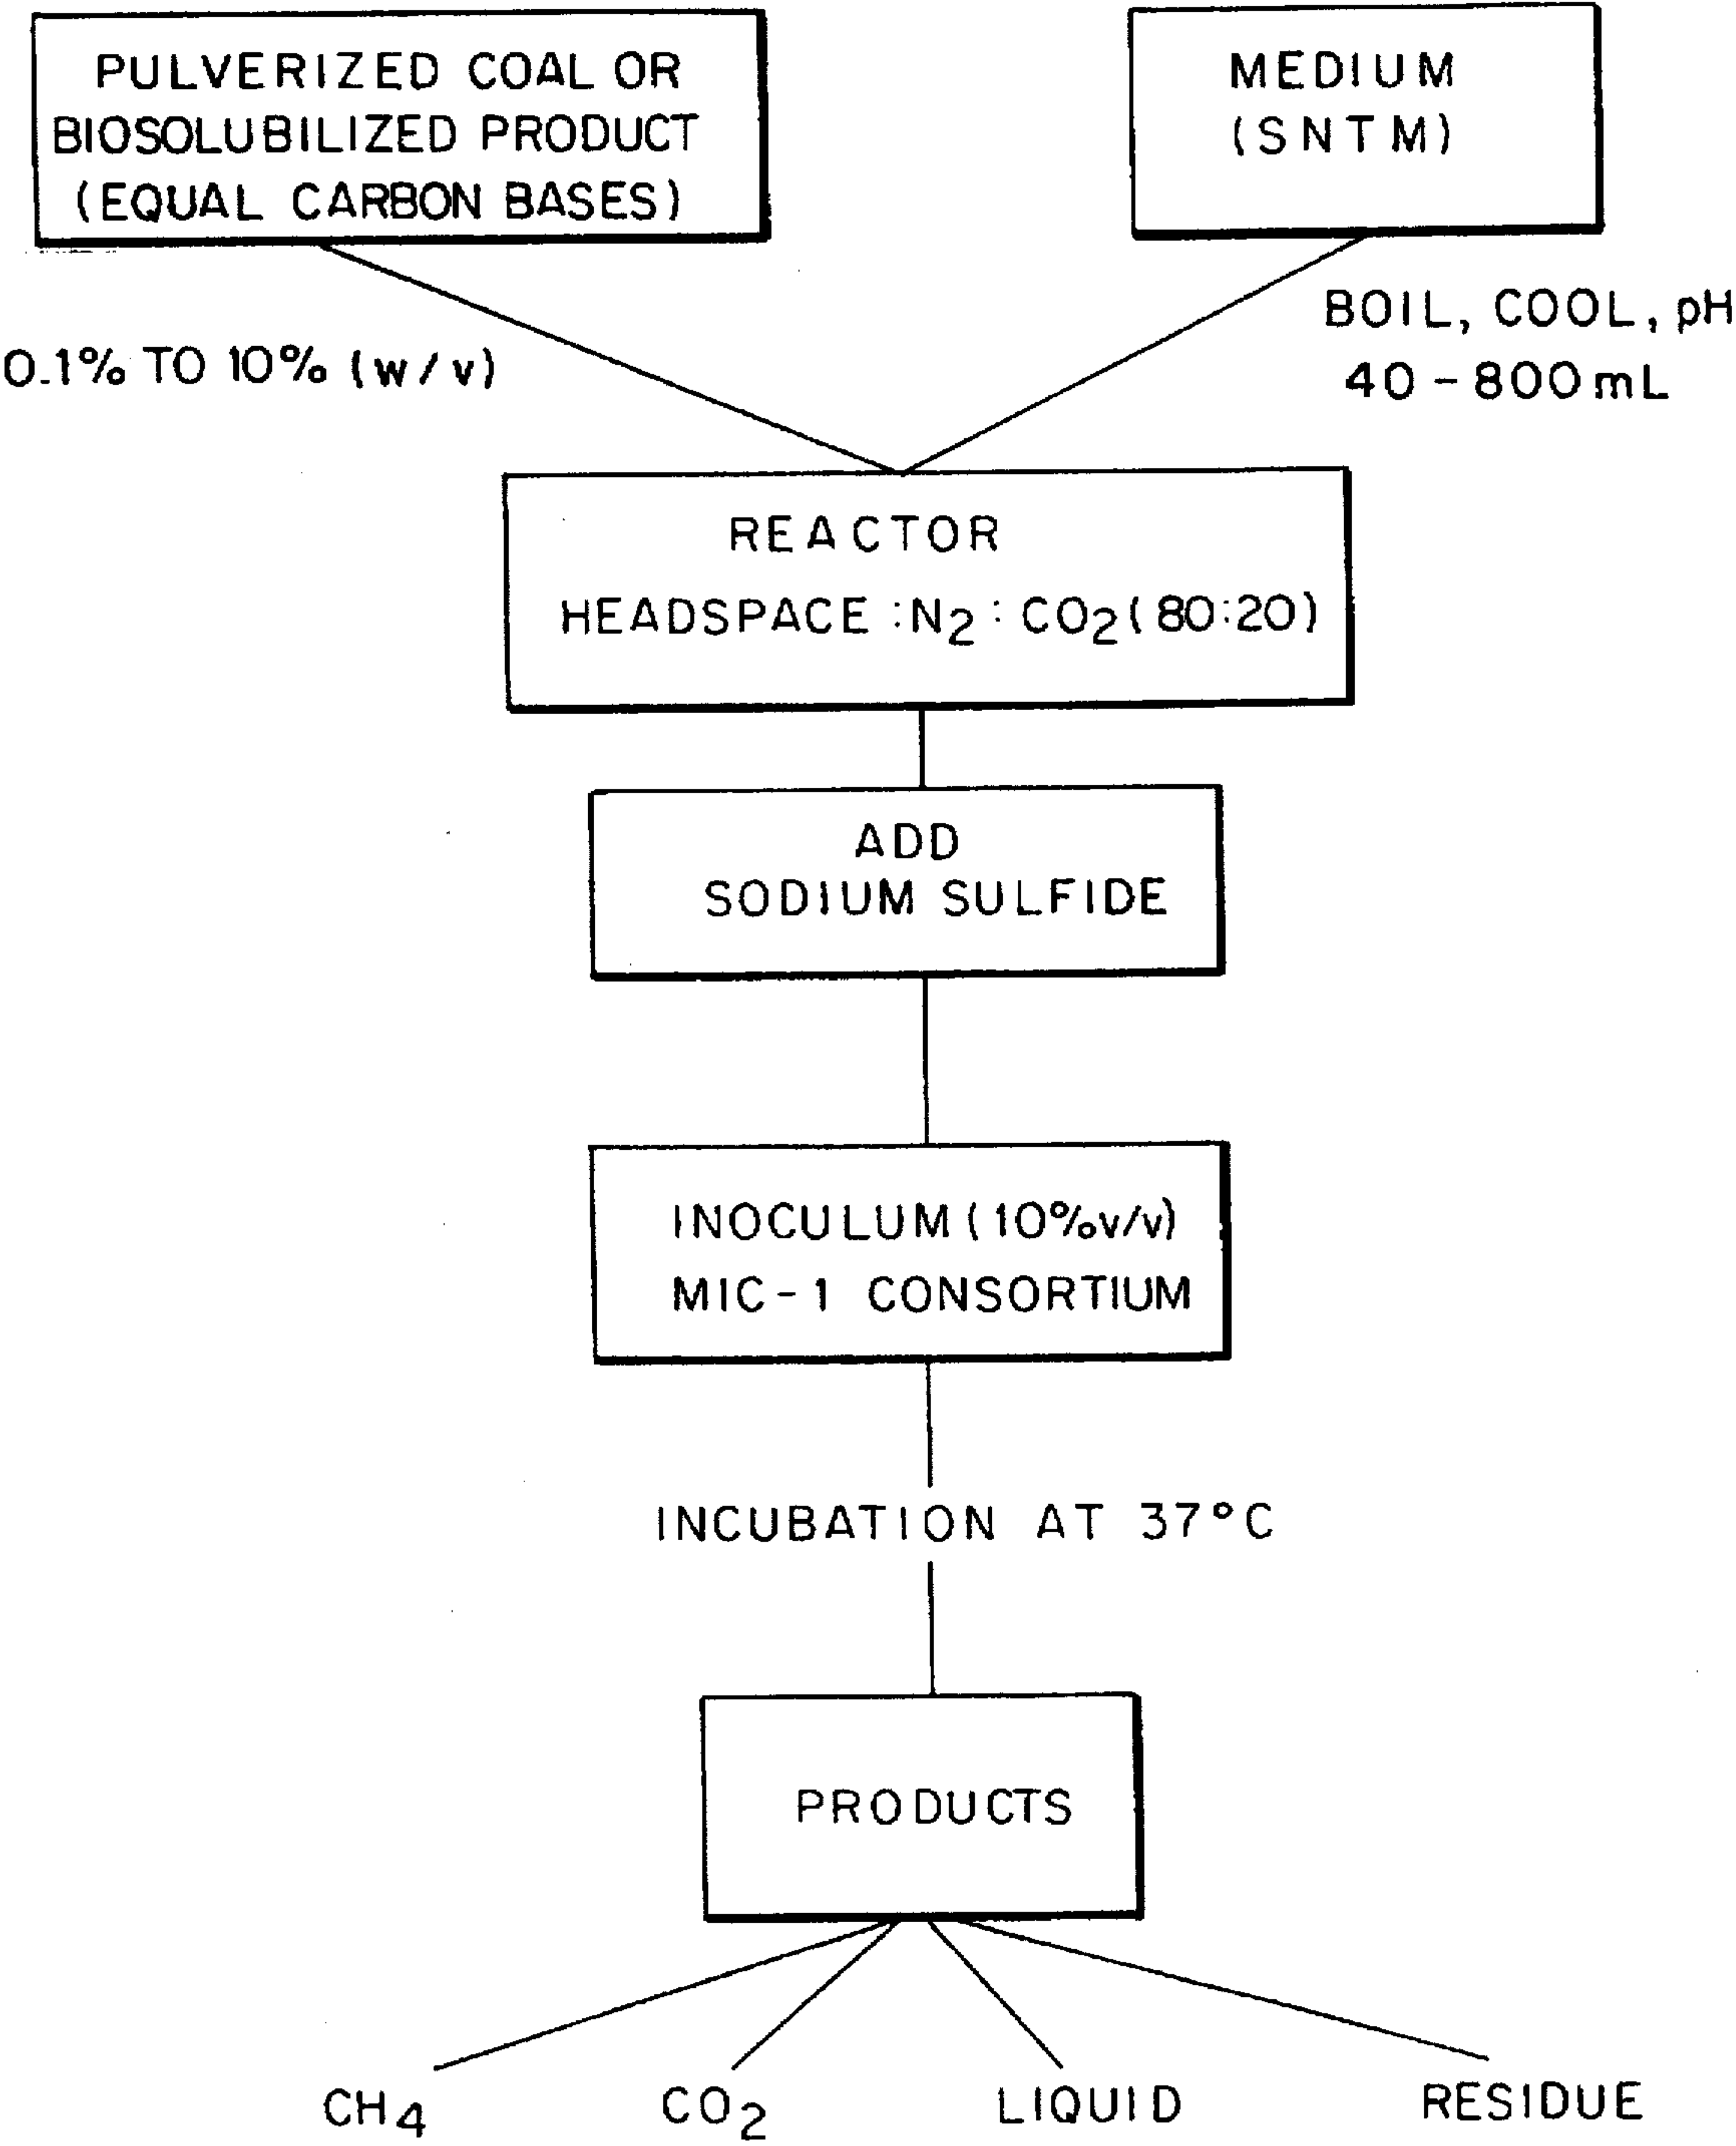 PULVERIZED COAL OR
BIOSOLUBILIZED PRODUCT
(EQUAL CARBON BASES)
MEDIUM
(SNTM)
0.1% TO 10% (w/v)
BOIL, COOL, pH
40-800mL
REACTOR
HEADSPACE :N2: CO2(80:20)
ADD
SODIUM SULFIDE
INOCULUM (10%v/v)
MIC-1 CONSORTIUM
INCUBATION AT 37°C
PRODUCTS
CH4
CO2
LIQUID
RESIDUE